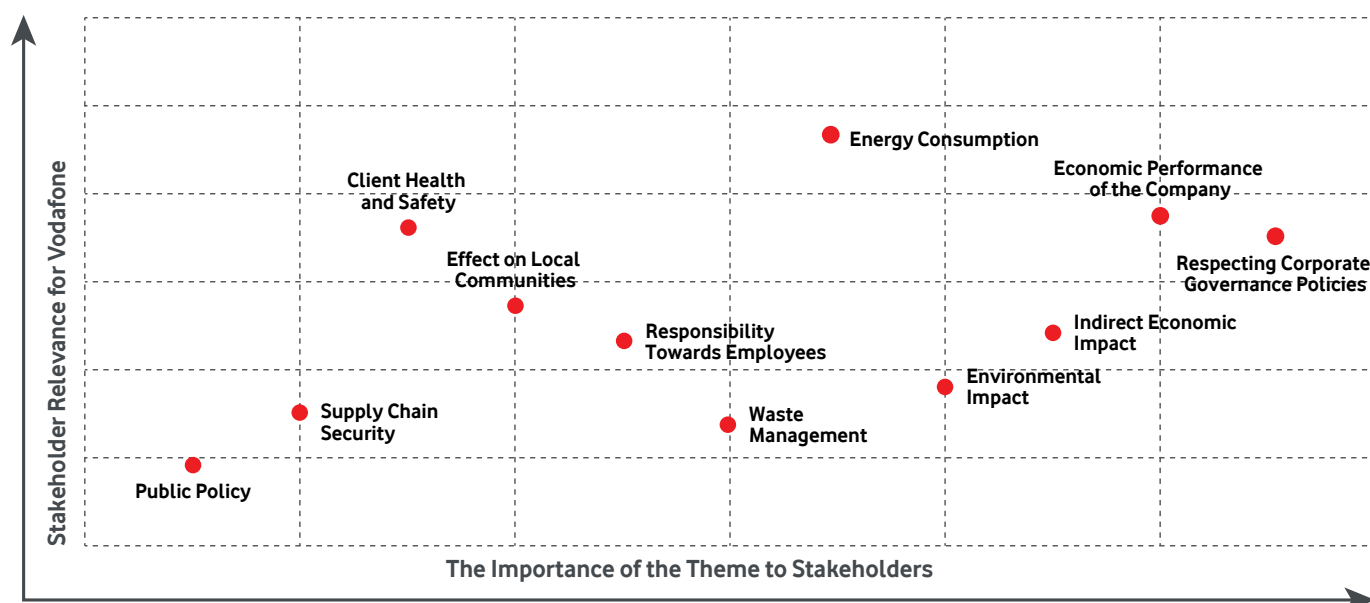 Stakeholder Relevance for Vodafone
Energy Consumption
Economic Performance
of the Company
Client Health
and Safety
Respecting Corporate
Governance Policies
Effect on Local
Communities
Indirect Economic
Impact
Responsibility
Towards Employees
Environmental
Impact
Supply Chain
Security
Waste
Management
Public Policy
The Importance of the Theme to Stakeholders